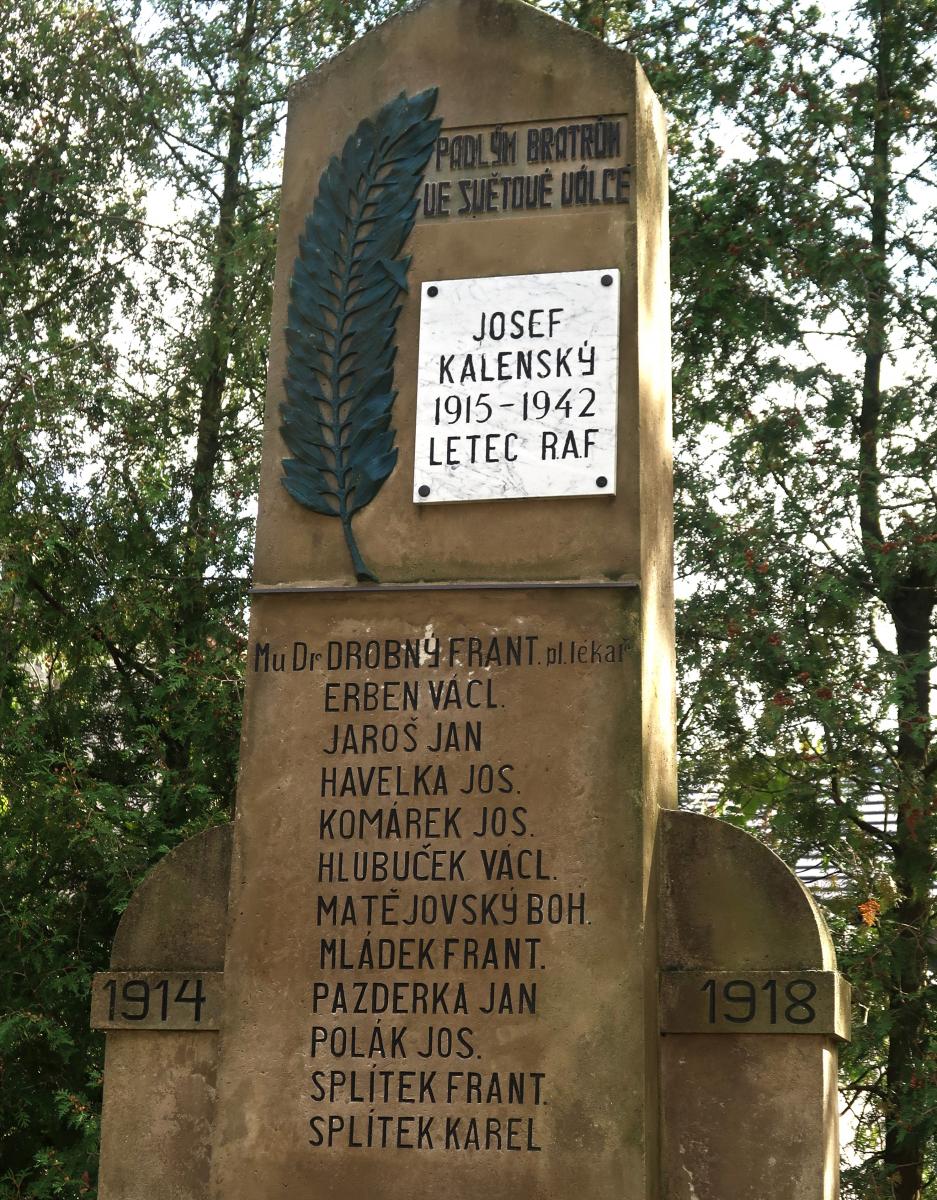 PADLÝM BRATRŮM
VE SVĚTOVÉ VÁLCE
JOSEF
KALENSKÝ
1915-1942
LETEC RAF
MuDr DROBNÝ FRANT. pl. lékař
ERBEN VÁCL.
JAROŠ JAN
HAVELKA JOS.
KOMÁREK JOS.
HLUBUČEK VÁCL.
MATĚJOVSKÝ BOH.
MLÁDEK FRANT.
PAZDERKA JAN
POLÁK JOS.
SPLÍTEK FRANT.
SPLÍTEK KAREL
1914
1918